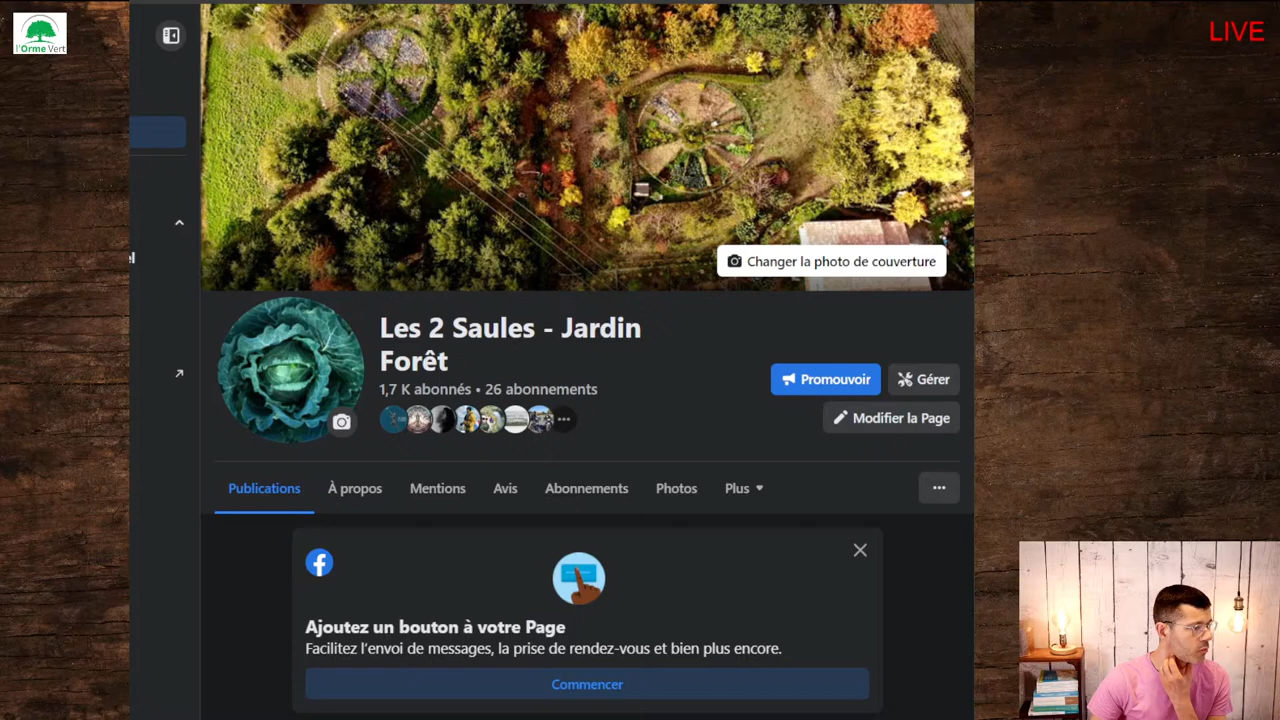 l'Orme Vert
LIVE
Changer la photo de couverture
Les 2 Saules - Jardin
Forêt
1,7 K abonnés • 26 abonnements
Promouvoir
Gérer
Modifier la Page
Publications
À propos
Mentions
Avis
Abonnements
Photos
Plus
Ajoutez un bouton à votre Page
Facilitez l'envoi de messages, la prise de rendez-vous et bien plus encore.
Commencer